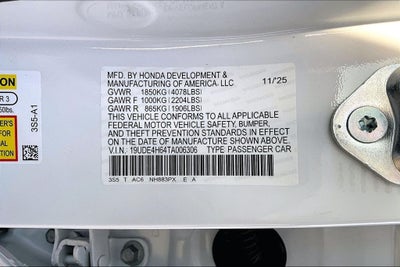 MFD. BY HONDA DEVELOPMENT &
MANUFACTURING OF AMERICA, LLC 11/25
GVWR 1850KG (4078LBS)
GAWR F 1000KG (2204LBS)
GAWR R 865KG (1906LBS)
THIS VEHICLE CONFORMS TO ALL APPLICABLE
FEDERAL MOTOR VEHICLE SAFETY, BUMPER,
AND THEFT PREVENTION STANDARDS IN EFFECT
ON THE DATE OF MANUFACTURE SHOWN ABOVE.
V.I.N. 19UDE4H64TA006306 TYPE PASSENGER CAR
3S5 T AC6 NH883PX E A
3S5-A1
R 3